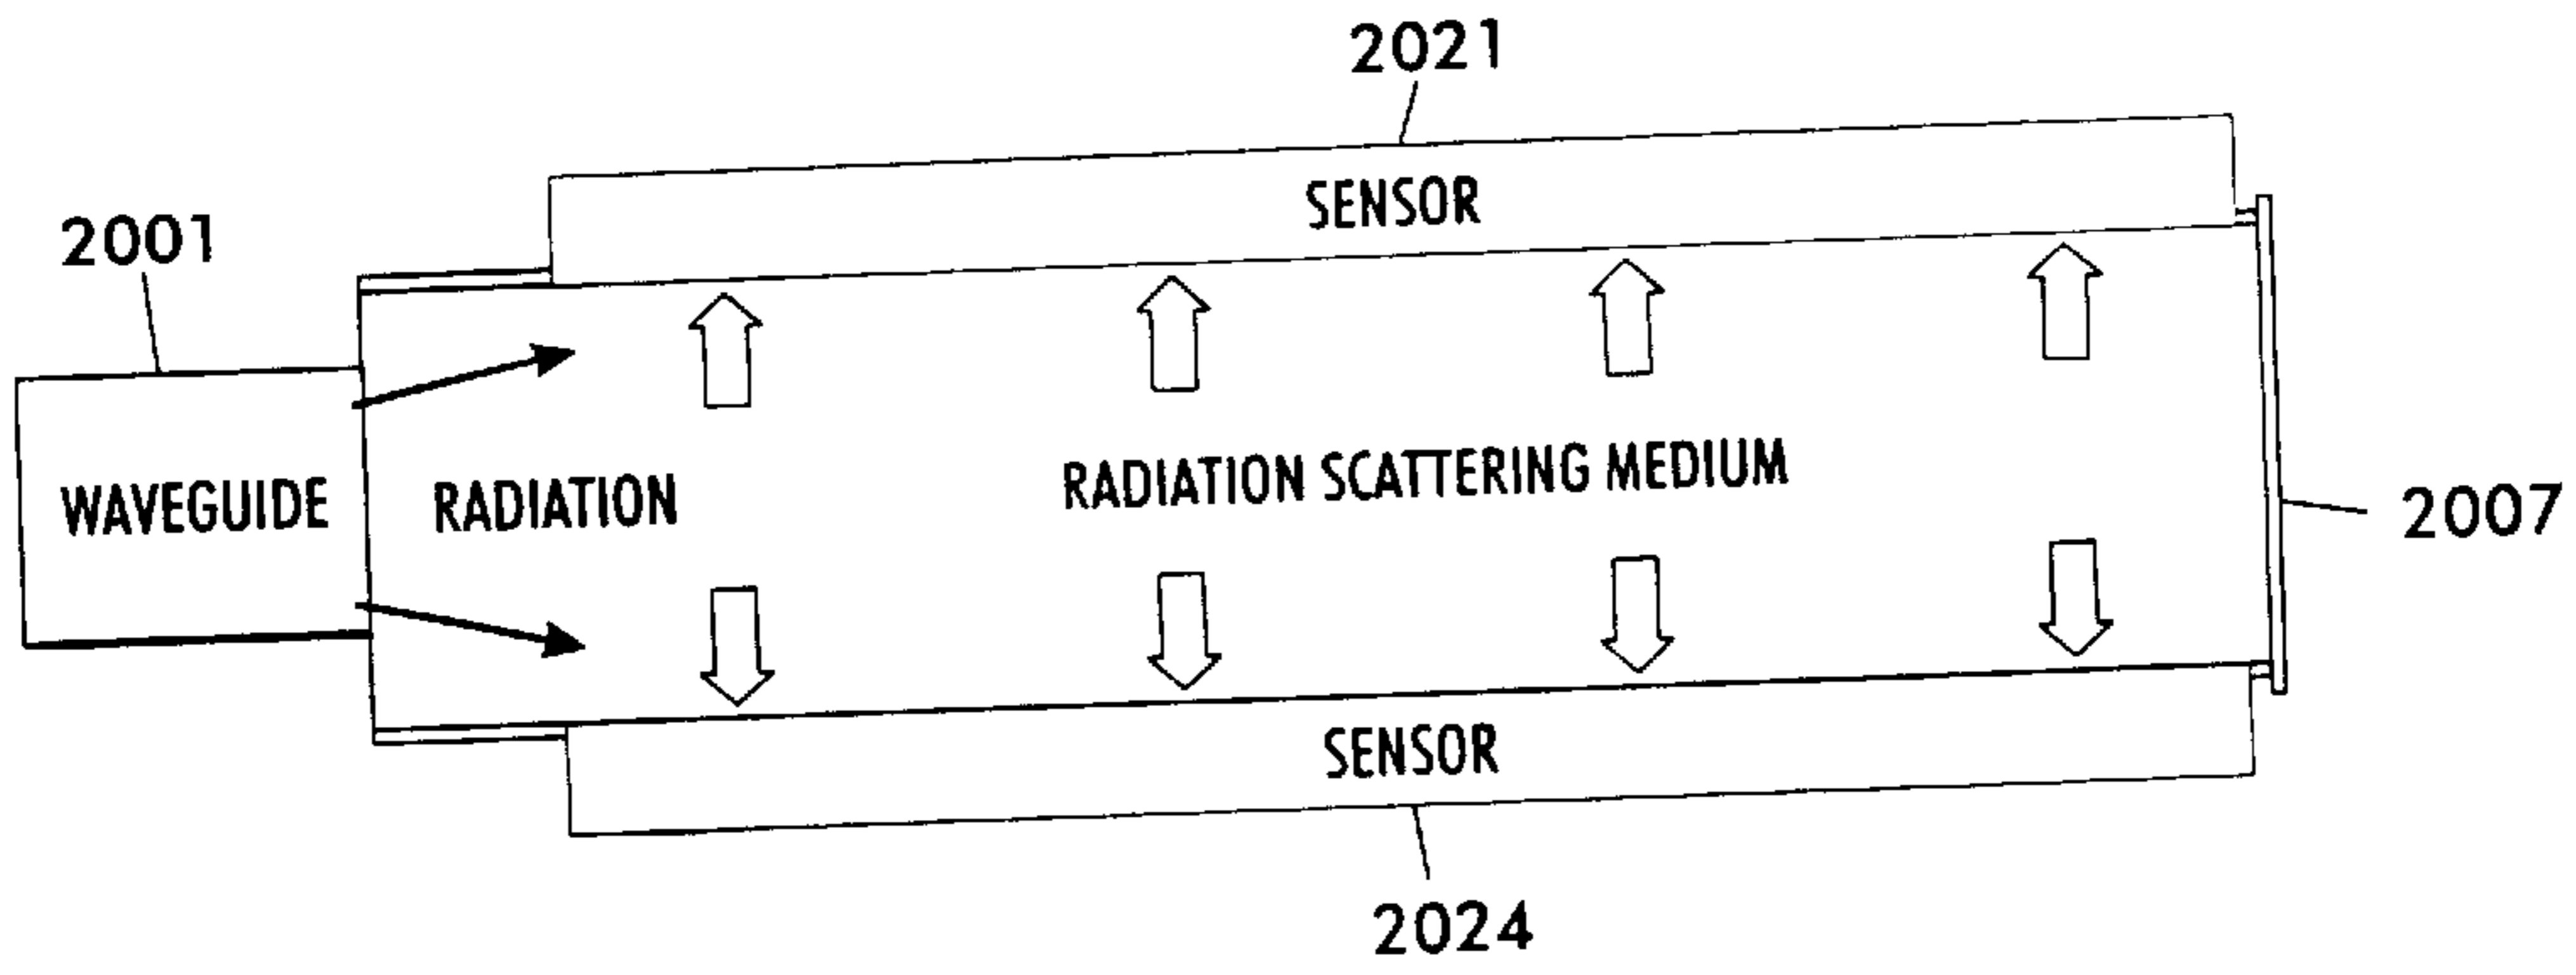 2021
SENSOR
2001
WAVEGUIDE
RADIATION
RADIATION SCATTERING MEDIUM
2007
SENSOR
2024